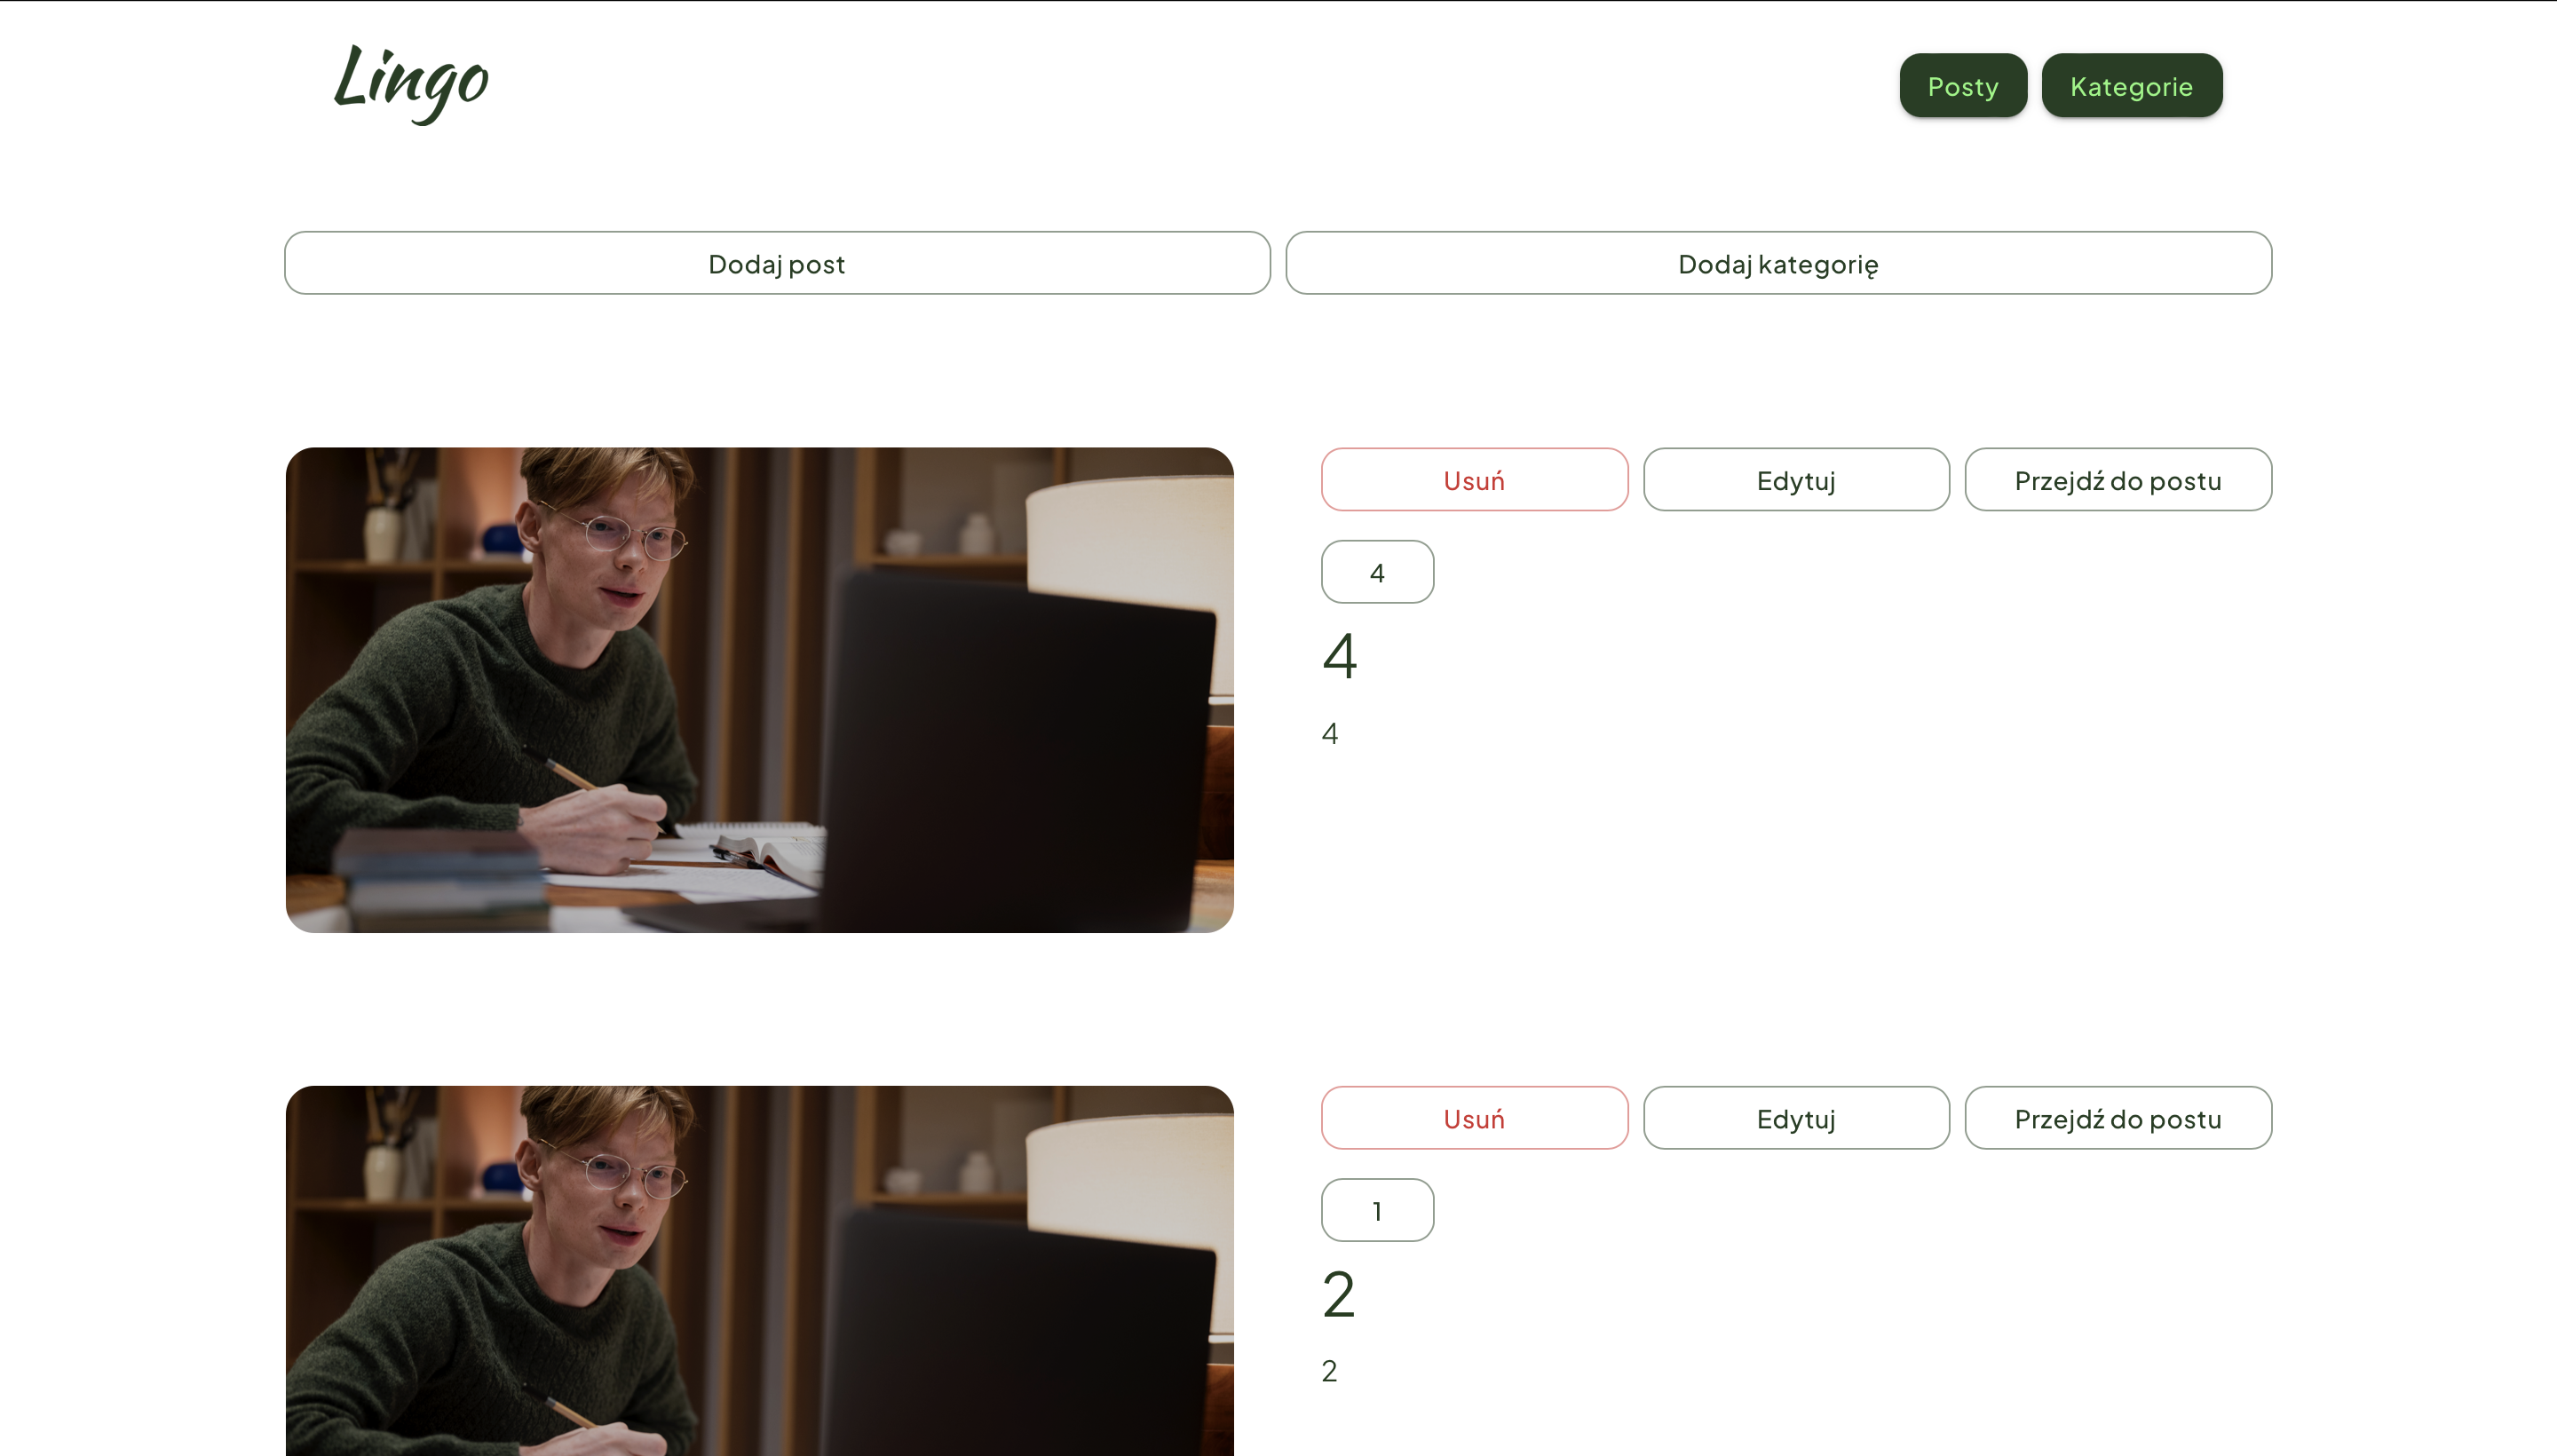 Lingo
Posty
Kategorie
Dodaj post
Dodaj kategorię
Usuń
Edytuj
Przejdź do postu
4
4
4
Usuń
Edytuj
Przejdź do postu
1
2
2